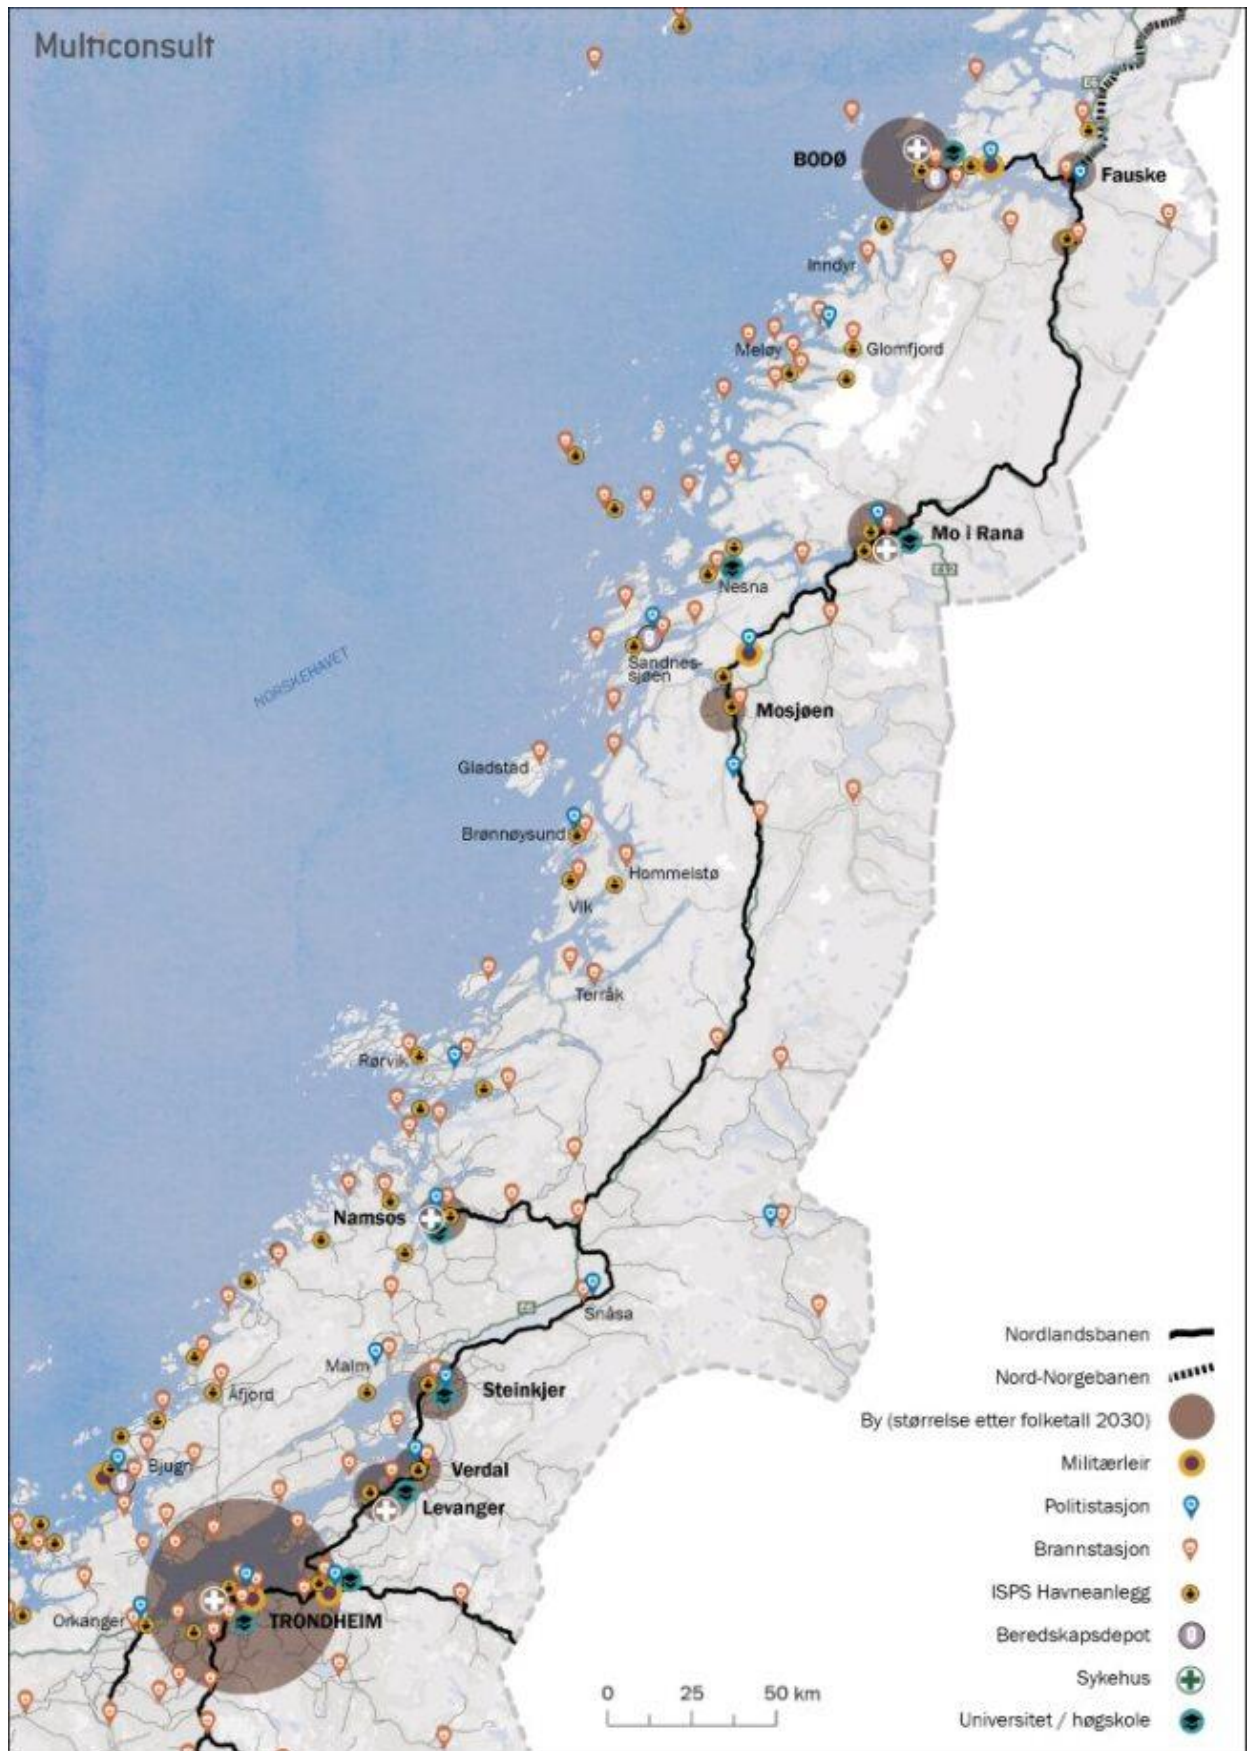 Multiconsult
E6
BODØ
Fauske
Inndyr
Meløy
Glomfjord
Mo i Rana
Nesna
Sandnes-
sjøen
NORSKEHAVET
Mosjøen
Gladstad
Brønnøysund
Hommelstø
Vik
Terråk
Rørvik
Namsos
Snåsa
Malm
Steinkjer
Åfjord
Verdal
Bjugn
Levanger
Orkanger
TRONDHEIM
Nordlandsbanen
Nord-Norgebanen
By (størrelse etter folketall 2030)
Militærleir
Politistasjon
Brannstasjon
ISPS Havneanlegg
Beredskapsdepot
Sykehus
Universitet / høgskole
0 25 50 km